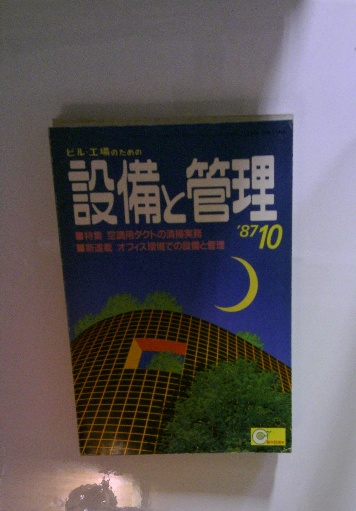 ビル・工場のための
設備と管理
'87 10
■特集 空調用ダクトの清掃実務
■新連載 オフィス環境での設備と管理